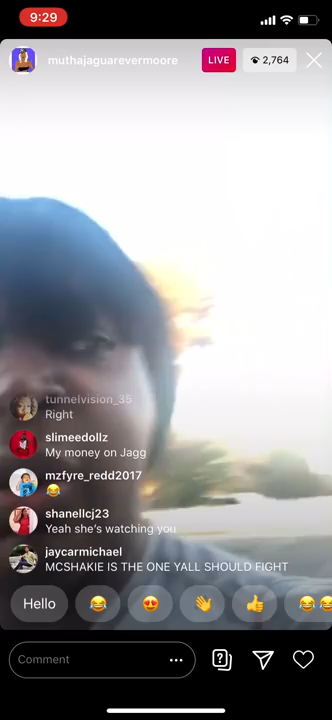 9:29
muthajaguarevermoore
LIVE
2,764
tunnelvision_35
Right
slimeedollz
My money on Jagg
mzfyre_redd2017
😂
shanellcj23
Yeah she's watching you
jaycarmichael
MCSHAKIE IS THE ONE YALL SHOULD FIGHT
Hello 😂 😍 👋 👍 😂😂
Comment